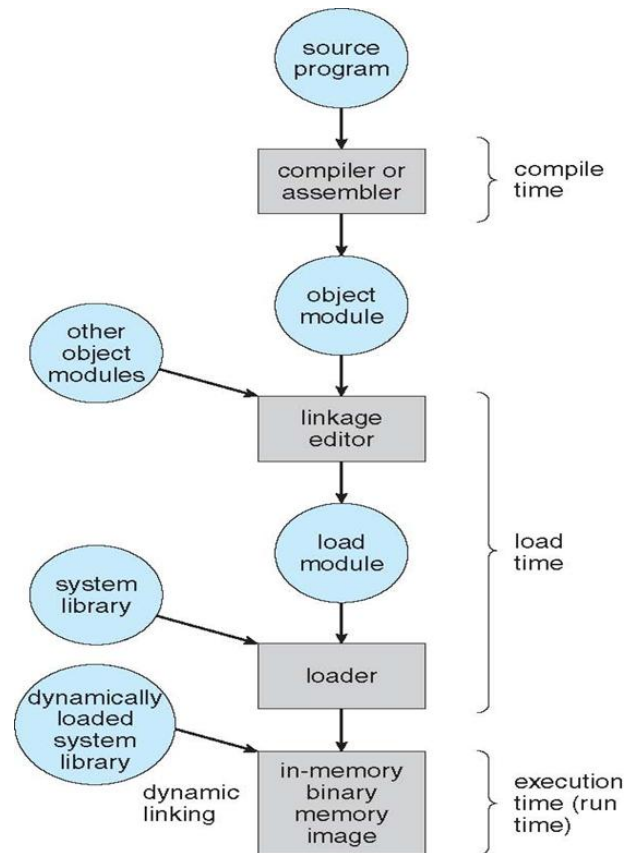 source
program
compiler or
assembler
compile
time
object
module
other
object
modules
linkage
editor
load
module
load
time
system
library
loader
dynamically
loaded
system
library
dynamic
linking
in-memory
binary
memory
image
execution
time (run
time)